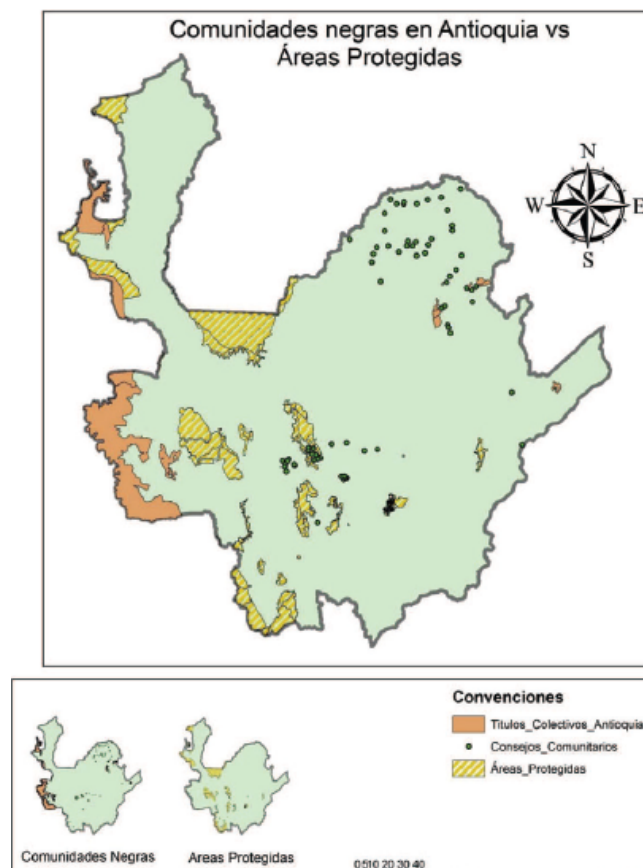 Comunidades negras en Antioquia vs
Áreas Protegidas
N
W E
S
Convenciones
Titulos_Colectivos_Antioquia
Consejos_Comunitarios
Áreas_Protegidas
Comunidades Negras
Areas Protegidas
0510 20 30 40